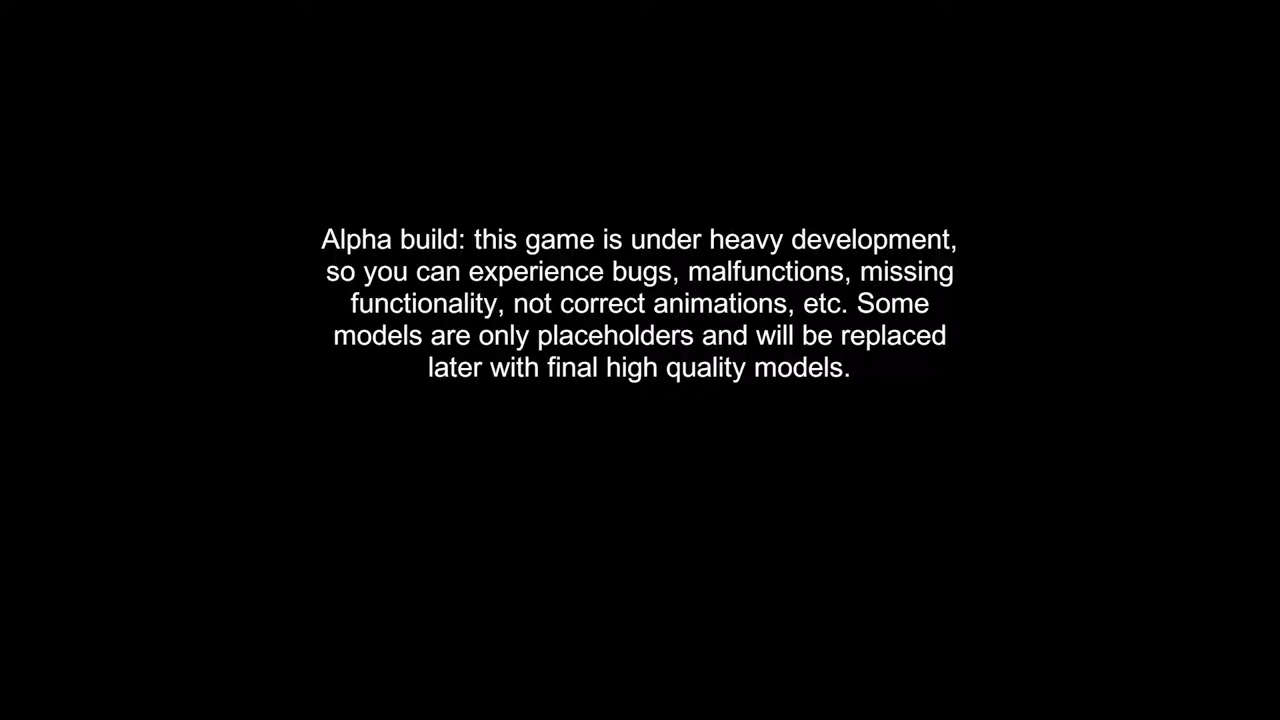 Alpha build: this game is under heavy development,
so you can experience bugs, malfunctions, missing
functionality, not correct animations, etc. Some
models are only placeholders and will be replaced
later with final high quality models.